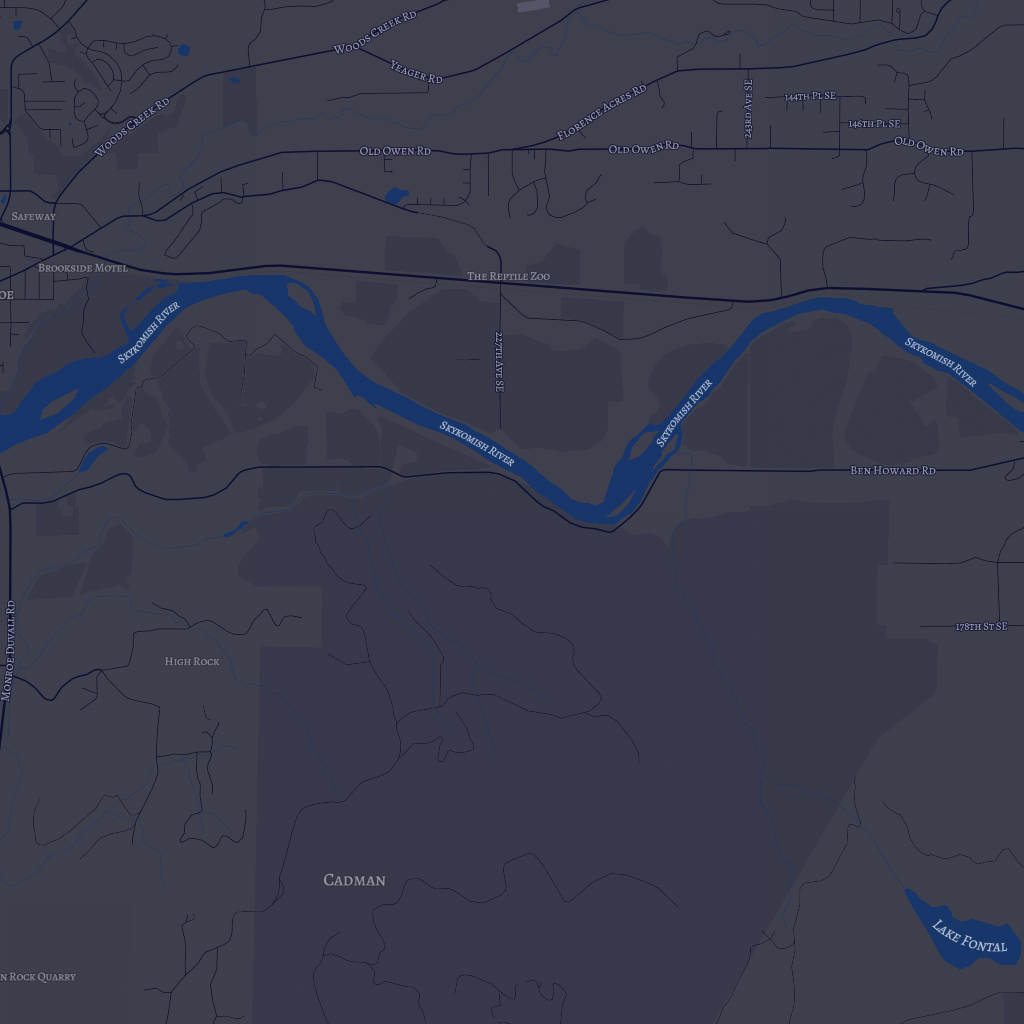 Woods Creek Rd
Yeager Rd
Woods Creek Rd
Florence Acres Rd
243rd Ave SE
144th Pl SE
146th Pl SE
Old Owen Rd
Old Owen Rd
Old Owen Rd
Safeway
Brookside Motel
The Reptile Zoo
OE
Skykomish River
227th Ave SE
Skykomish River
Skykomish River
Skykomish River
Ben Howard Rd
Monroe Duvall Rd
178th St SE
High Rock
Cadman
Lake Fontal
n Rock Quarry